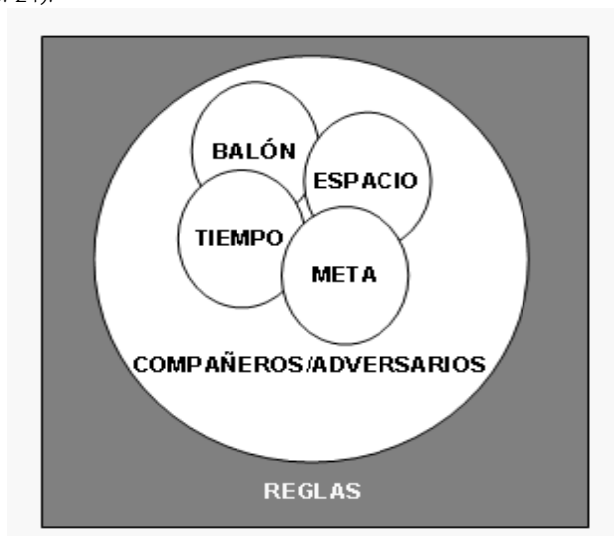 BALÓN
ESPACIO
TIEMPO
META
COMPAÑEROS/ADVERSARIOS
REGLAS